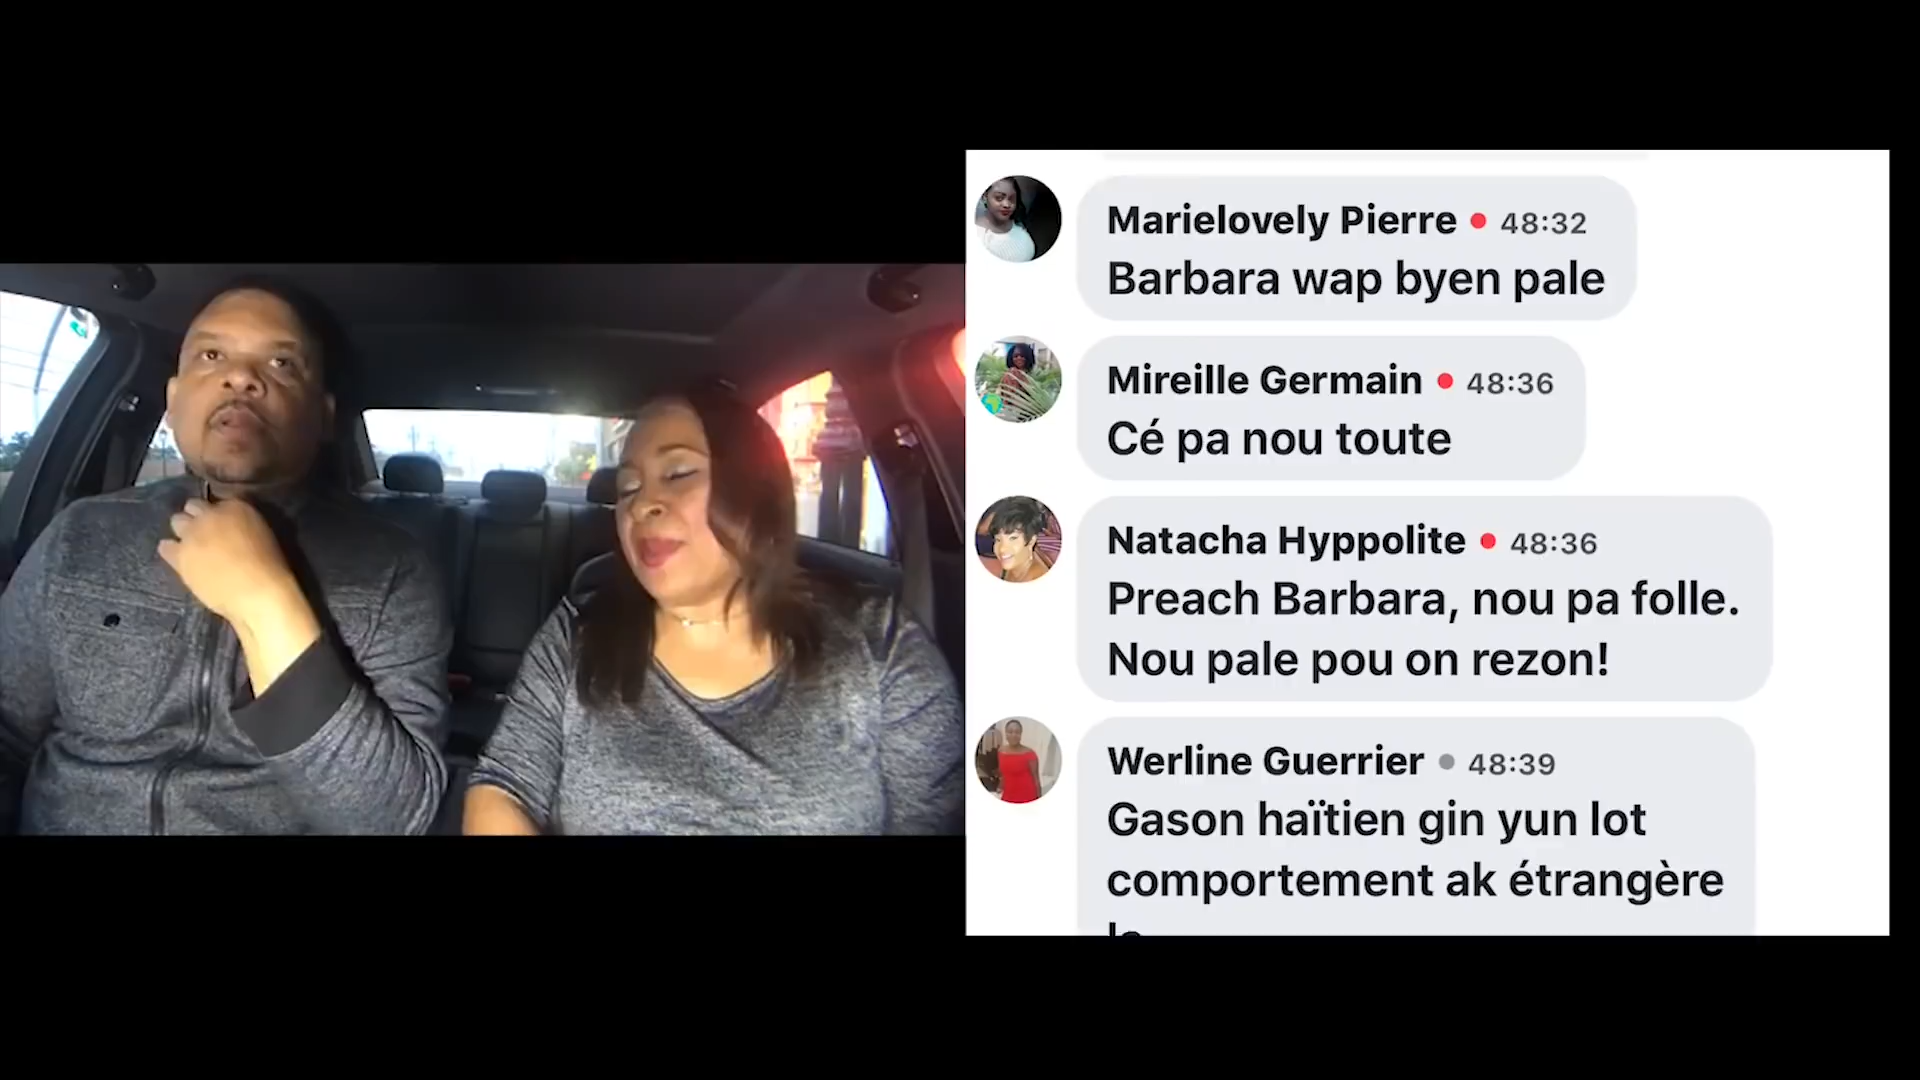 Marielovely Pierre • 48:32
Barbara wap byen pale
Mireille Germain • 48:36
Cé pa nou toute
Natacha Hyppolite • 48:36
Preach Barbara, nou pa folle.
Nou pale pou on rezon!
Werline Guerrier • 48:39
Gason haïtien gin yun lot
comportement ak étrangère